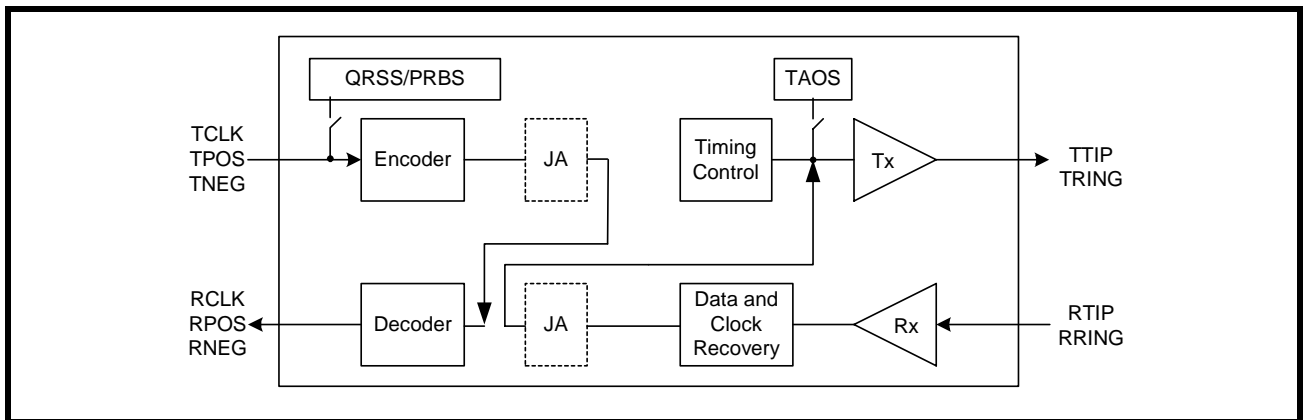 QRSS/PRBS
TAOS
TCLK
TPOS
TNEG
Encoder
JA
Timing
Control
Tx
TTIP
TRING
RCLK
RPOS
RNEG
Decoder
JA
Data and
Clock
Recovery
Rx
RTIP
RRING